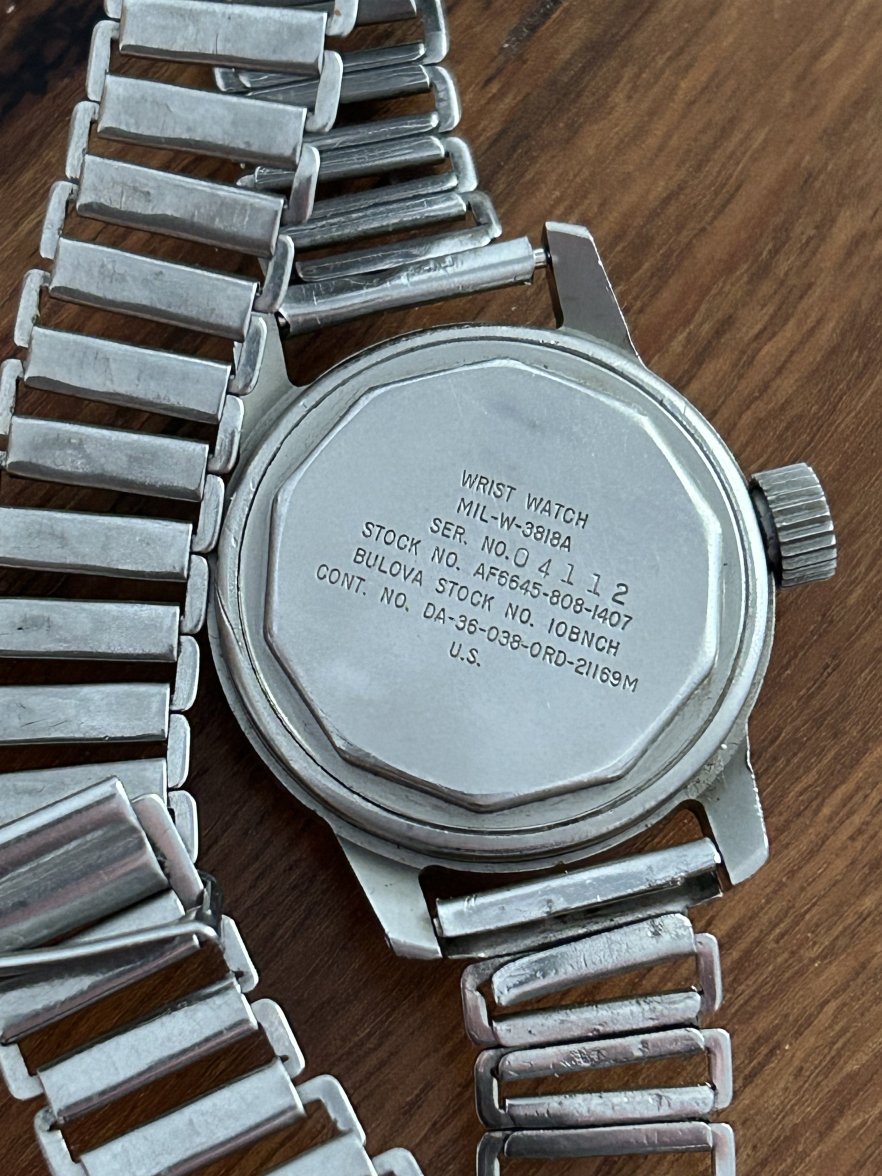 WRIST WATCH
MIL-W-3818A
SER. NO. 04112
STOCK NO. AF6645-808-1407
BULOVA STOCK NO. 10BNCH
CONT. NO. DA-36-038-ORD-21169M
U.S.